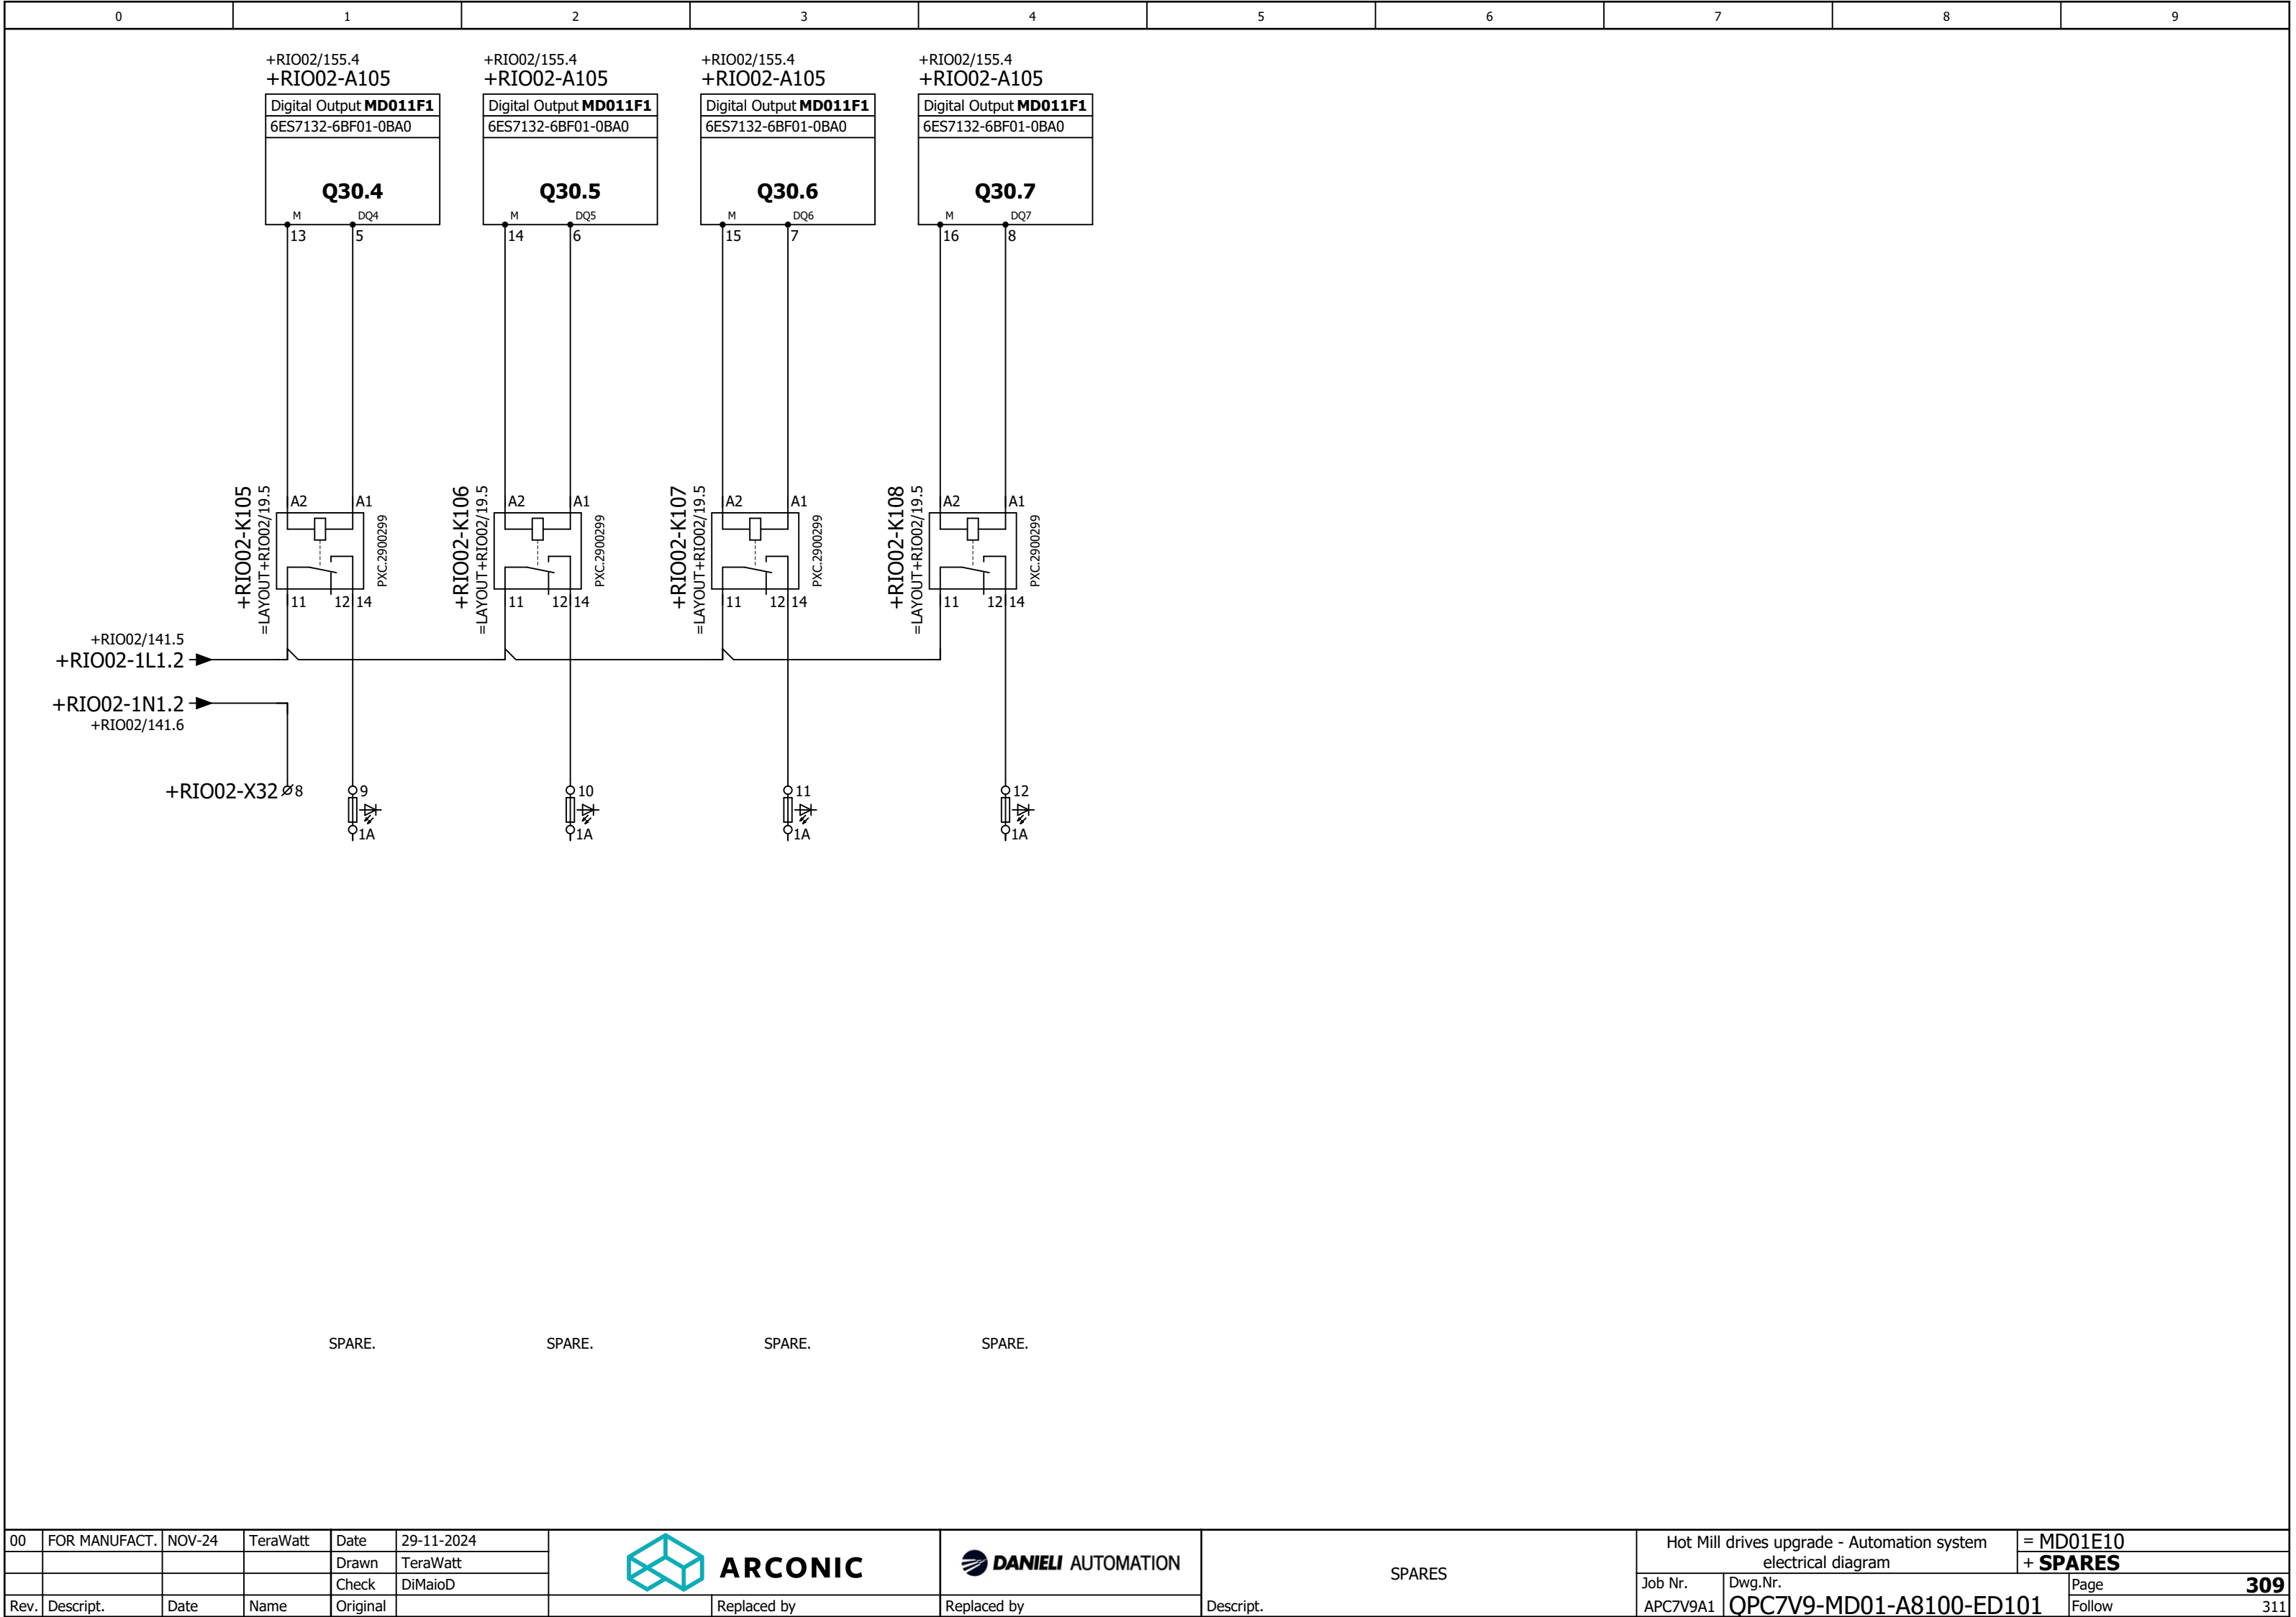 0 1 2 3 4 5 6 7 8 9
+RIO02/155.4 +RIO02/155.4 +RIO02/155.4 +RIO02/155.4
+RIO02-A105 +RIO02-A105 +RIO02-A105 +RIO02-A105
Digital Output MD011F1 Digital Output MD011F1 Digital Output MD011F1 Digital Output MD011F1
6ES7132-6BF01-0BA0 6ES7132-6BF01-0BA0 6ES7132-6BF01-0BA0 6ES7132-6BF01-0BA0
Q30.4 Q30.5 Q30.6 Q30.7
M DQ4 M DQ5 M DQ6 M DQ7
13 5 14 6 15 7 16 8
+RIO02-K105
=LAYOUT+RIO02/19.5
A2 A1
PXC.2900299
11 12 14
+RIO02-K106
=LAYOUT+RIO02/19.5
A2 A1
PXC.2900299
11 12 14
+RIO02-K107
=LAYOUT+RIO02/19.5
A2 A1
PXC.2900299
11 12 14
+RIO02-K108
=LAYOUT+RIO02/19.5
A2 A1
PXC.2900299
11 12 14
+RIO02/141.5
+RIO02-1L1.2
+RIO02-1N1.2
+RIO02/141.6
+RIO02-X32 8 9 10 11 12
1A 1A 1A 1A
SPARE. SPARE. SPARE. SPARE.
00 FOR MANUFACT. NOV-24 TeraWatt Date 29-11-2024
Drawn TeraWatt
Check DiMaioD
Rev. Descript. Date Name Original
ARCONIC
Replaced by
DANIELI AUTOMATION
Replaced by
SPARES
Descript.
Hot Mill drives upgrade - Automation system
electrical diagram
= MD01E10
+ SPARES
Job Nr.
APC7V9A1
Dwg.Nr.
QPC7V9-MD01-A8100-ED101
Page 309
Follow 311